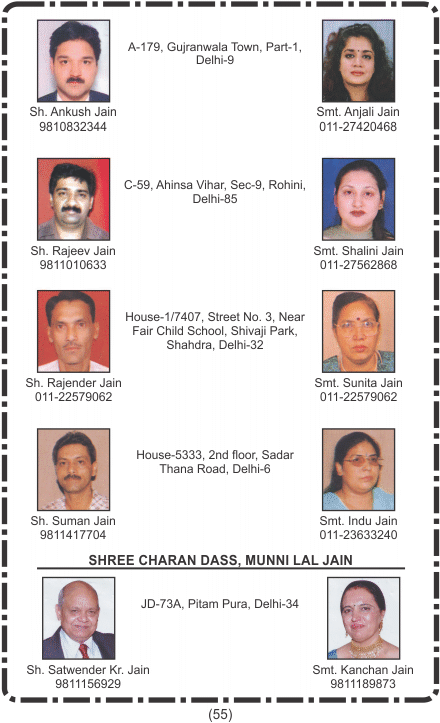 A-179, Gujranwala Town, Part-1,
Delhi-9
Sh. Ankush Jain
9810832344
Smt. Anjali Jain
011-27420468
C-59, Ahinsa Vihar, Sec-9, Rohini,
Delhi-85
Sh. Rajeev Jain
9811010633
Smt. Shalini Jain
011-27562868
House-1/7407, Street No. 3, Near
Fair Child School, Shivaji Park,
Shahdra, Delhi-32
Sh. Rajender Jain
011-22579062
Smt. Sunita Jain
011-22579062
House-5333, 2nd floor, Sadar
Thana Road, Delhi-6
Sh. Suman Jain
9811417704
Smt. Indu Jain
011-23633240
SHREE CHARAN DASS, MUNNI LAL JAIN
JD-73A, Pitam Pura, Delhi-34
Sh. Satwender Kr. Jain
9811156929
Smt. Kanchan Jain
9811189873
(55)